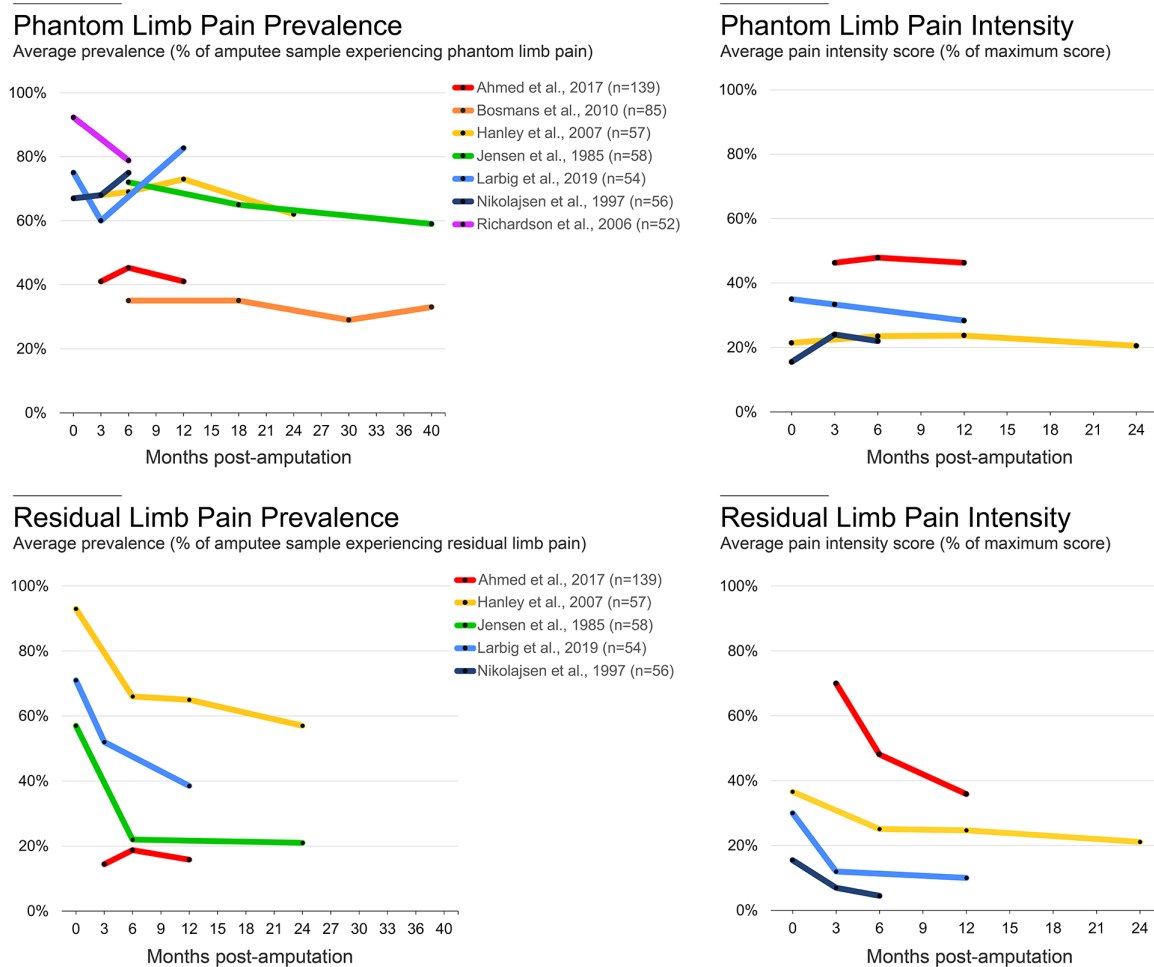 Phantom Limb Pain Prevalence
Average prevalence (% of amputee sample experiencing phantom limb pain)
100%
80%
60%
40%
20%
0%
0 3 6 9 12 15 18 21 24 27 30 33 36 40
Months post-amputation
Ahmed et al., 2017 (n=139)
Bosmans et al., 2010 (n=85)
Hanley et al., 2007 (n=57)
Jensen et al., 1985 (n=58)
Larbig et al., 2019 (n=54)
Nikolajsen et al., 1997 (n=56)
Richardson et al., 2006 (n=52)
Phantom Limb Pain Intensity
Average pain intensity score (% of maximum score)
100%
80%
60%
40%
20%
0%
0 3 6 9 12 15 18 21 24
Months post-amputation
Residual Limb Pain Prevalence
Average prevalence (% of amputee sample experiencing residual limb pain)
100%
80%
60%
40%
20%
0%
0 3 6 9 12 18 21 24 27 30 33 36 40
Months post-amputation
Ahmed et al., 2017 (n=139)
Hanley et al., 2007 (n=57)
Jensen et al., 1985 (n=58)
Larbig et al., 2019 (n=54)
Nikolajsen et al., 1997 (n=56)
Residual Limb Pain Intensity
Average pain intensity score (% of maximum score)
100%
80%
60%
40%
20%
0%
0 3 6 9 12 15 18 21 24
Months post-amputation